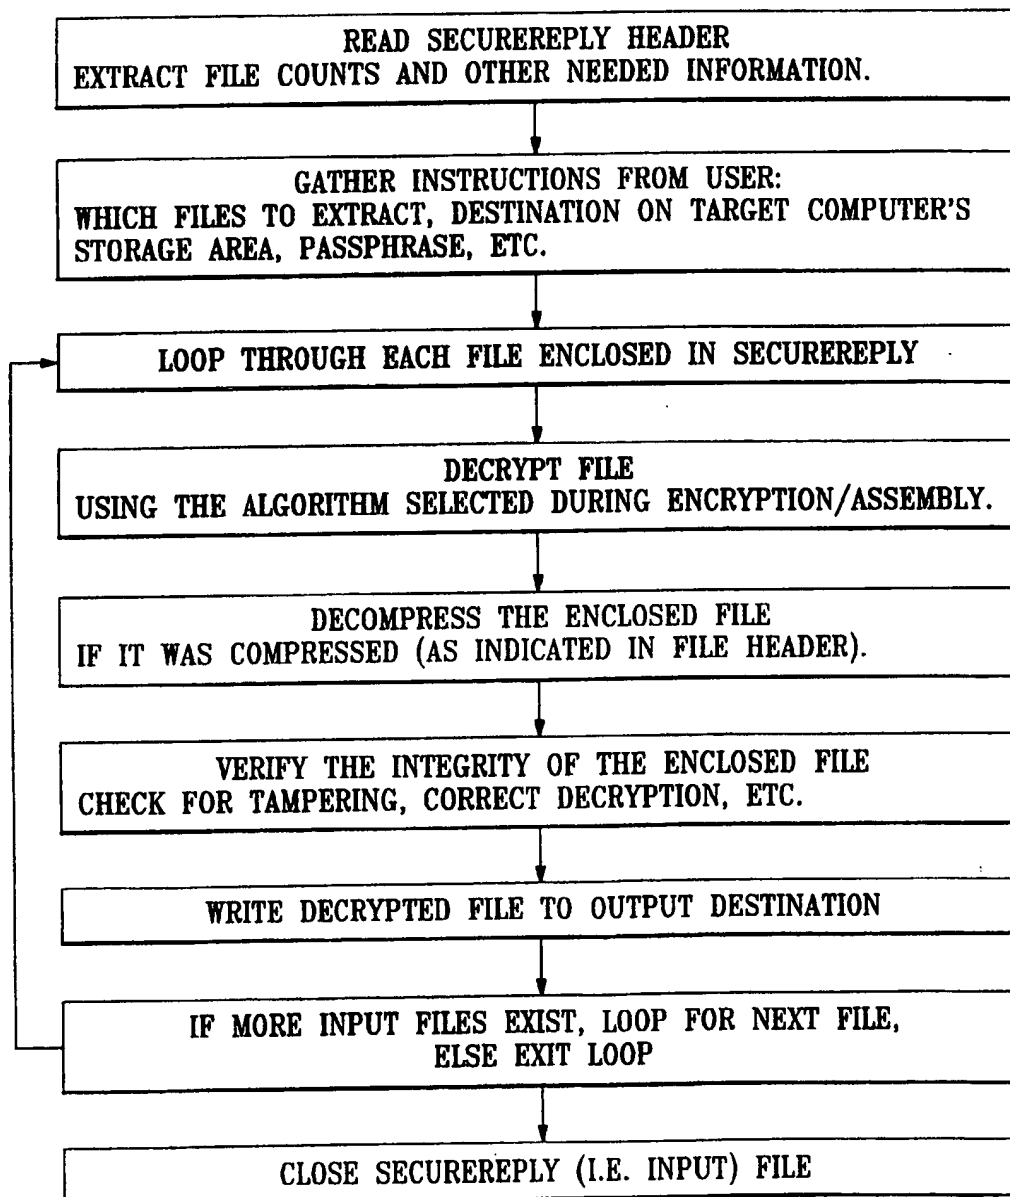 READ SECUREREPLY HEADER
EXTRACT FILE COUNTS AND OTHER NEEDED INFORMATION.
GATHER INSTRUCTIONS FROM USER:
WHICH FILES TO EXTRACT, DESTINATION ON TARGET COMPUTER'S
STORAGE AREA, PASSPHRASE, ETC.
LOOP THROUGH EACH FILE ENCLOSED IN SECUREREPLY
DECRYPT FILE
USING THE ALGORITHM SELECTED DURING ENCRYPTION/ASSEMBLY.
DECOMPRESS THE ENCLOSED FILE
IF IT WAS COMPRESSED (AS INDICATED IN FILE HEADER).
VERIFY THE INTEGRITY OF THE ENCLOSED FILE
CHECK FOR TAMPERING, CORRECT DECRYPTION, ETC.
WRITE DECRYPTED FILE TO OUTPUT DESTINATION
IF MORE INPUT FILES EXIST, LOOP FOR NEXT FILE,
ELSE EXIT LOOP
CLOSE SECUREREPLY (I.E. INPUT) FILE